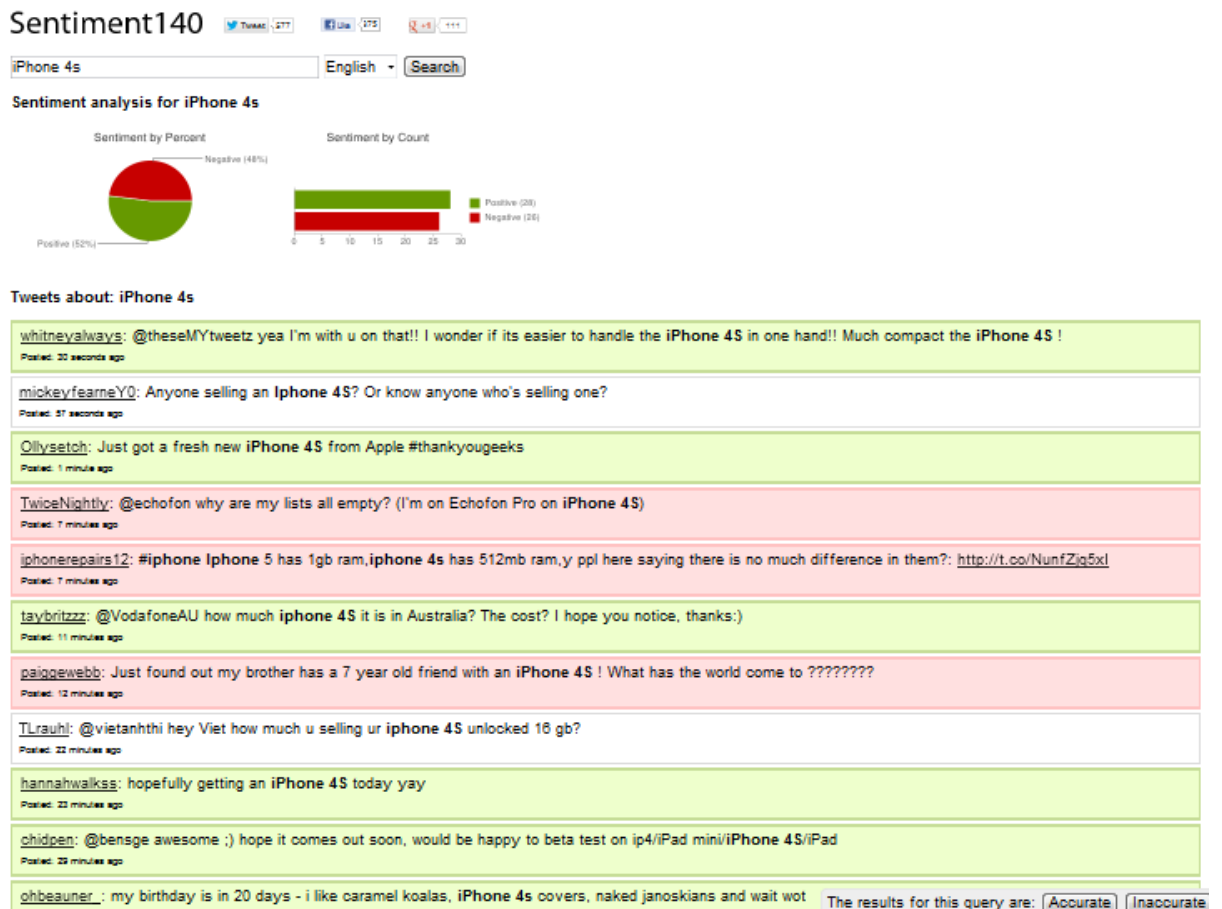 Sentiment140 Tweet 277 Like 175 +1 111
iPhone 4s English Search
Sentiment analysis for iPhone 4s
Sentiment by Percent Sentiment by Count
Negative (48%)
Positive (28)
Negative (26)
Positive (52%)
0 5 10 15 20 25 30
Tweets about: iPhone 4s
whitneyalways: @theseMYtweetz yea I'm with u on that!! I wonder if its easier to handle the iPhone 4S in one hand!! Much compact the iPhone 4S !
Posted: 30 seconds ago
mickeyfearneY0: Anyone selling an Iphone 4S? Or know anyone who's selling one?
Posted: 57 seconds ago
Ollysetch: Just got a fresh new iPhone 4S from Apple #thankyougeeks
Posted: 1 minute ago
TwiceNightly: @echofon why are my lists all empty? (I'm on Echofon Pro on iPhone 4S)
Posted: 7 minutes ago
iphonerepairs12: #iphone Iphone 5 has 1gb ram,iphone 4s has 512mb ram,y ppl here saying there is no much difference in them?: http://t.co/NunfZjg5xI
Posted: 7 minutes ago
taybritzzz: @VodafoneAU how much iphone 4S it is in Australia? The cost? I hope you notice, thanks:)
Posted: 11 minutes ago
paiggewebb: Just found out my brother has a 7 year old friend with an iPhone 4S ! What has the world come to ????????
Posted: 12 minutes ago
TLrauhl: @vietanhthi hey Viet how much u selling ur iphone 4S unlocked 16 gb?
Posted: 22 minutes ago
hannahwalkss: hopefully getting an iPhone 4S today yay
Posted: 23 minutes ago
chidpen: @bensge awesome ;) hope it comes out soon, would be happy to beta test on ip4/iPad mini/iPhone 4S/iPad
Posted: 29 minutes ago
ohbeauner_: my birthday is in 20 days - i like caramel koalas, iPhone 4s covers, naked janoskians and wait wot
The results for this query are: Accurate Inaccurate